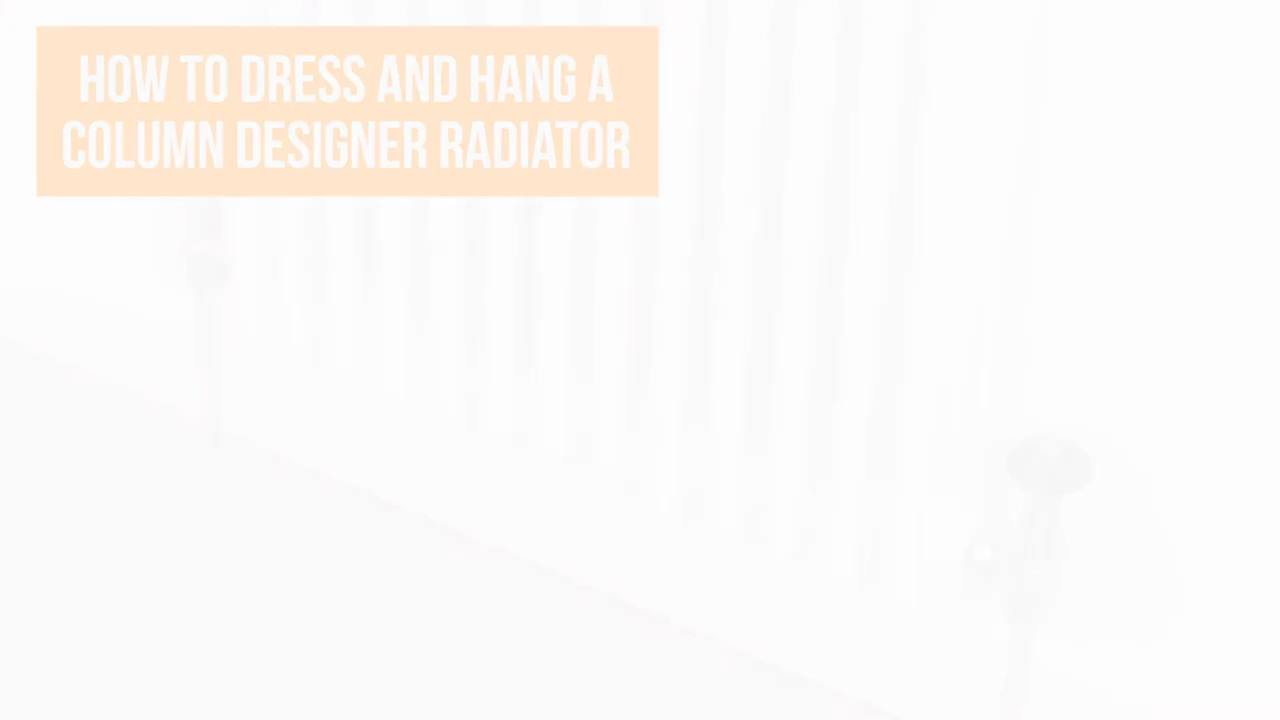 HOW TO DRESS AND HANG A
COLUMN DESIGNER RADIATOR